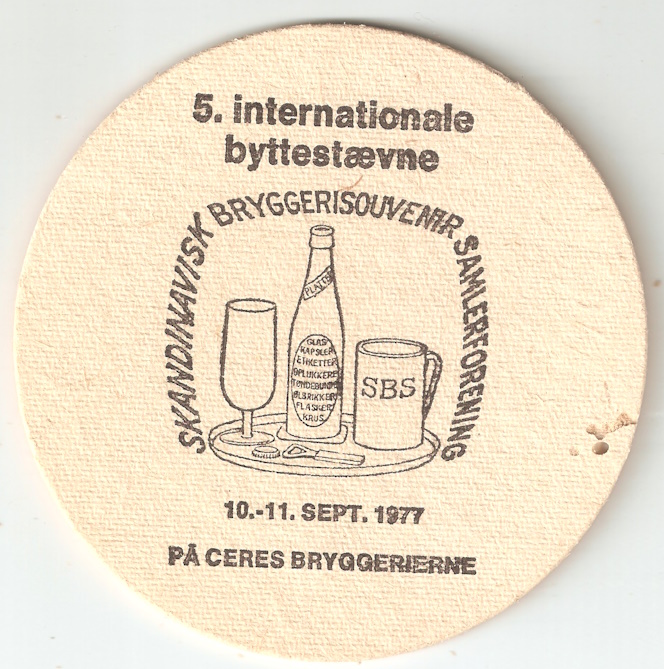 5. internationale
byttestævne
SKANDINAVISK BRYGGERISOUVENIR SAMLERFORENING
GLAS
KAPSLER
ETIKETTER
OPLUKKERE
TØNDEBUNDE
ØLBRIKKER
FLASKER
KRUS
SBS
10.-11. SEPT. 1977
PÅ CERES BRYGGERIERNE